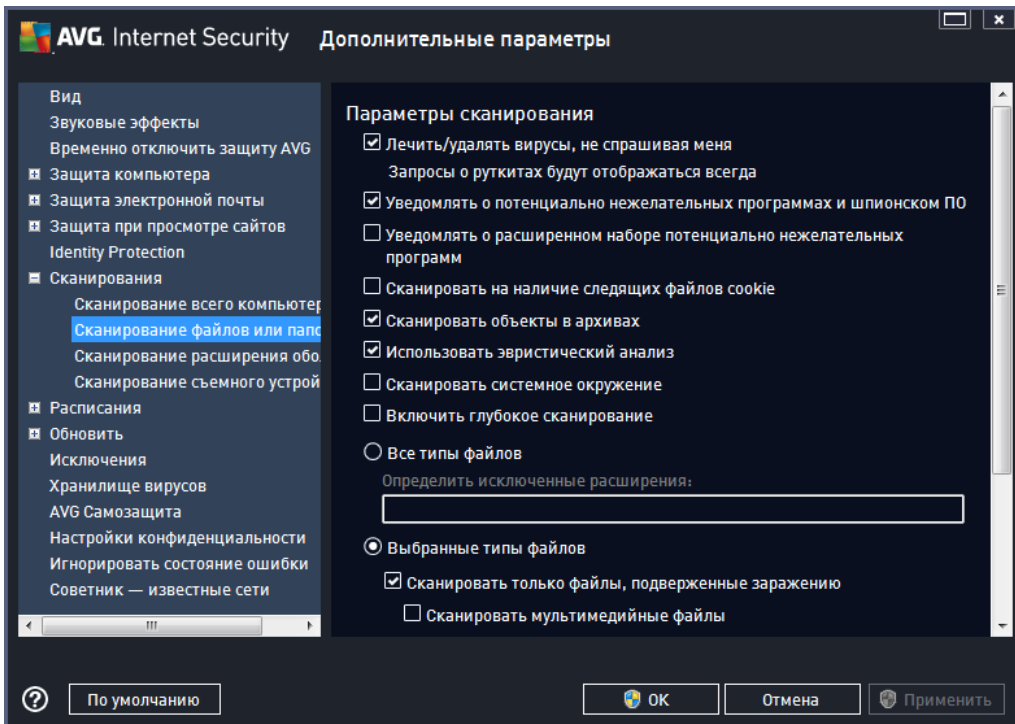 AVG. Internet Security Дополнительные параметры
Вид
Звуковые эффекты
Временно отключить защиту AVG
Защита компьютера
Защита электронной почты
Защита при просмотре сайтов
Identity Protection
Сканирования
Сканирование всего компьютер
Сканирование файлов или папо
Сканирование расширения обо
Сканирование съемного устрой
Расписания
Обновить
Исключения
Хранилище вирусов
AVG Самозащита
Настройки конфиденциальности
Игнорировать состояние ошибки
Советник — известные сети
Параметры сканирования
Лечить/удалять вирусы, не спрашивая меня
Запросы о руткитах будут отображаться всегда
Уведомлять о потенциально нежелательных программах и шпионском ПО
Уведомлять о расширенном наборе потенциально нежелательных
программ
Сканировать на наличие следящих файлов cookie
Сканировать объекты в архивах
Использовать эвристический анализ
Сканировать системное окружение
Включить глубокое сканирование
Все типы файлов
Определить исключенные расширения:
Выбранные типы файлов
Сканировать только файлы, подверженные заражению
Сканировать мультимедийные файлы
По умолчанию
OK
Отмена
Применить